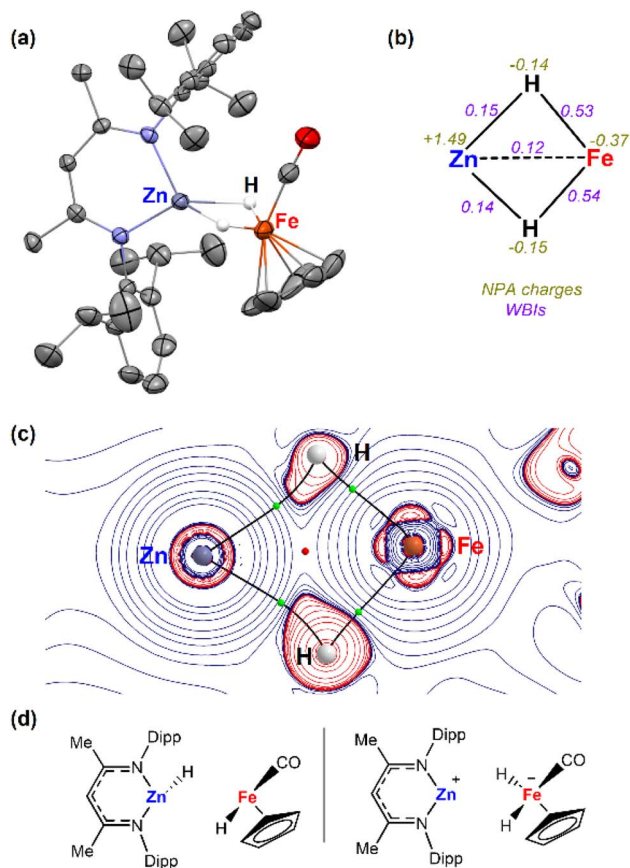 (a)
Zn
H
Fe
(b)
-0.14
H
0.15
0.53
+1.49
-0.37
Zn
0.12
Fe
0.14
0.54
H
-0.15
NPA charges
WBIs
(c)
H
Zn
Fe
H
(d)
Me
Dipp
N
H
Zn
N
Me
Dipp
CO
Fe
H
Me
Dipp
N
+
Zn
N
Me
Dipp
H
−
CO
Fe
H